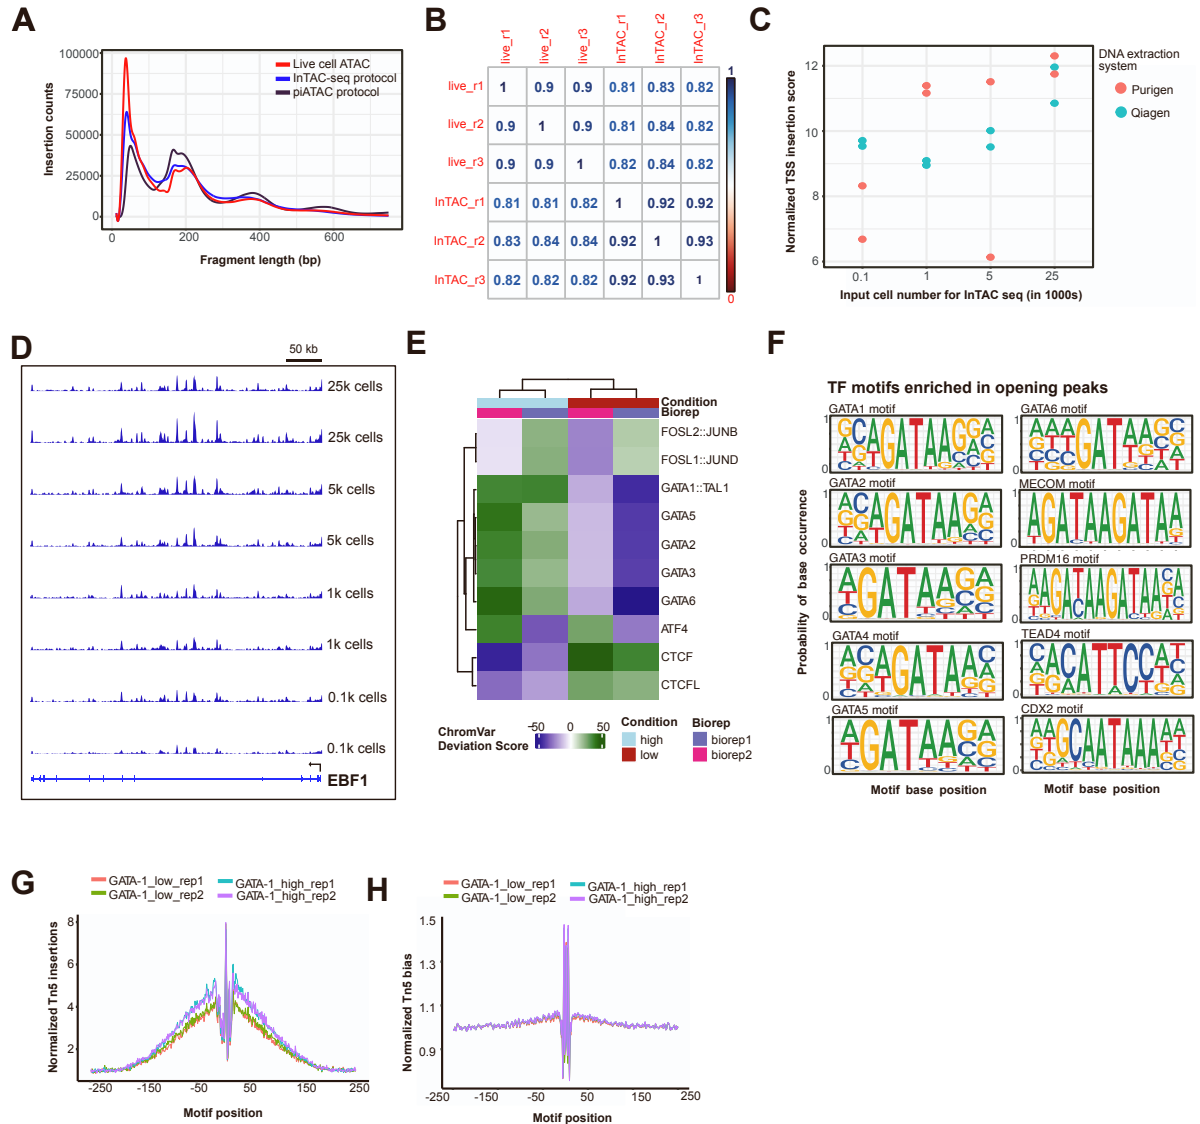 A
100000
75000
50000
25000
0
Insertion counts
Live cell ATAC
InTAC-seq protocol
piATAC protocol
0 200 400 600
Fragment length (bp)
B
live_r1 live_r2 live_r3 InTAC_r1 InTAC_r2 InTAC_r3
live_r1 1 0.9 0.9 0.81 0.83 0.82
live_r2 0.9 1 0.9 0.81 0.84 0.82
live_r3 0.9 0.9 1 0.82 0.84 0.82
InTAC_r1 0.81 0.81 0.82 1 0.92 0.92
InTAC_r2 0.83 0.84 0.84 0.92 1 0.93
InTAC_r3 0.82 0.82 0.82 0.92 0.93 1
1
0
C
Normalized TSS insertion score
12
10
8
6
0.1 1 5 25
Input cell number for InTAC seq (in 1000s)
DNA extraction
system
Purigen
Qiagen
D
50 kb
25k cells
25k cells
5k cells
5k cells
1k cells
1k cells
0.1k cells
0.1k cells
EBF1
E
Condition
Biorep
FOSL2::JUNB
FOSL1::JUND
GATA1::TAL1
GATA5
GATA2
GATA3
GATA6
ATF4
CTCF
CTCFL
ChromVar
Deviation Score
-50 0 50
Condition
high
low
Biorep
biorep1
biorep2
F
TF motifs enriched in opening peaks
Probability of base occurrence
GATA1 motif
GATA2 motif
GATA3 motif
GATA4 motif
GATA5 motif
GATA6 motif
MECOM motif
PRDM16 motif
TEAD4 motif
CDX2 motif
Motif base position
Motif base position
G
GATA-1_low_rep1 GATA-1_high_rep1
GATA-1_low_rep2 GATA-1_high_rep2
Normalized Tn5 insertions
8
6
4
2
-250 -150 -50 50 150 250
Motif position
H
GATA-1_low_rep1 GATA-1_high_rep1
GATA-1_low_rep2 GATA-1_high_rep2
Normalized Tn5 bias
1.5
1.3
1.1
0.9
-250 -150 -50 50 150 250
Motif position